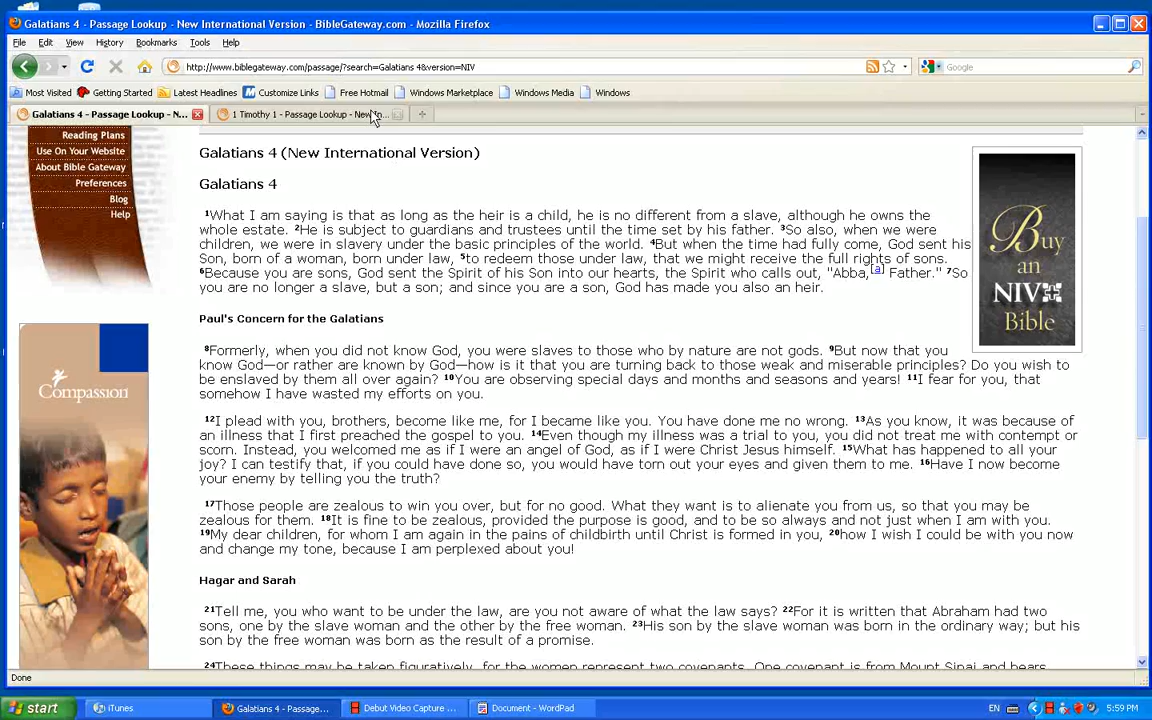 Galatians 4 - Passage Lookup - New International Version - BibleGateway.com - Mozilla Firefox
File Edit View History Bookmarks Tools Help
http://www.biblegateway.com/passage/?search=Galatians 4&version=NIV Google
Most Visited Getting Started Latest Headlines Customize Links Free Hotmail Windows Marketplace Windows Media Windows
Galatians 4 - Passage Lookup - N... 1 Timothy 1 - Passage Lookup - New In...
Reading Plans
Use On Your Website
About Bible Gateway
Preferences
Blog
Help
Compassion
Galatians 4 (New International Version)
Galatians 4
1What I am saying is that as long as the heir is a child, he is no different from a slave, although he owns the
whole estate. 2He is subject to guardians and trustees until the time set by his father. 3So also, when we were
children, we were in slavery under the basic principles of the world. 4But when the time had fully come, God sent his
Son, born of a woman, born under law, 5to redeem those under law, that we might receive the full rights of sons.
6Because you are sons, God sent the Spirit of his Son into our hearts, the Spirit who calls out, "Abba,[a] Father." 7So
you are no longer a slave, but a son; and since you are a son, God has made you also an heir.
Paul's Concern for the Galatians
8Formerly, when you did not know God, you were slaves to those who by nature are not gods. 9But now that you
know God—or rather are known by God—how is it that you are turning back to those weak and miserable principles? Do you wish to
be enslaved by them all over again? 10You are observing special days and months and seasons and years! 11I fear for you, that
somehow I have wasted my efforts on you.
12I plead with you, brothers, become like me, for I became like you. You have done me no wrong. 13As you know, it was because of
an illness that I first preached the gospel to you. 14Even though my illness was a trial to you, you did not treat me with contempt or
scorn. Instead, you welcomed me as if I were an angel of God, as if I were Christ Jesus himself. 15What has happened to all your
joy? I can testify that, if you could have done so, you would have torn out your eyes and given them to me. 16Have I now become
your enemy by telling you the truth?
17Those people are zealous to win you over, but for no good. What they want is to alienate you from us, so that you may be
zealous for them. 18It is fine to be zealous, provided the purpose is good, and to be so always and not just when I am with you.
19My dear children, for whom I am again in the pains of childbirth until Christ is formed in you, 20how I wish I could be with you now
and change my tone, because I am perplexed about you!
Hagar and Sarah
21Tell me, you who want to be under the law, are you not aware of what the law says? 22For it is written that Abraham had two
sons, one by the slave woman and the other by the free woman. 23His son by the slave woman was born in the ordinary way; but his
son by the free woman was born as the result of a promise.
24These things may be taken figuratively, for the women represent two covenants. One covenant is from Mount Sinai and bears
Buy
an
NIV
Bible
Done
start iTunes Galatians 4 - Passage... Debut Video Capture ... Document - WordPad EN 5:59 PM